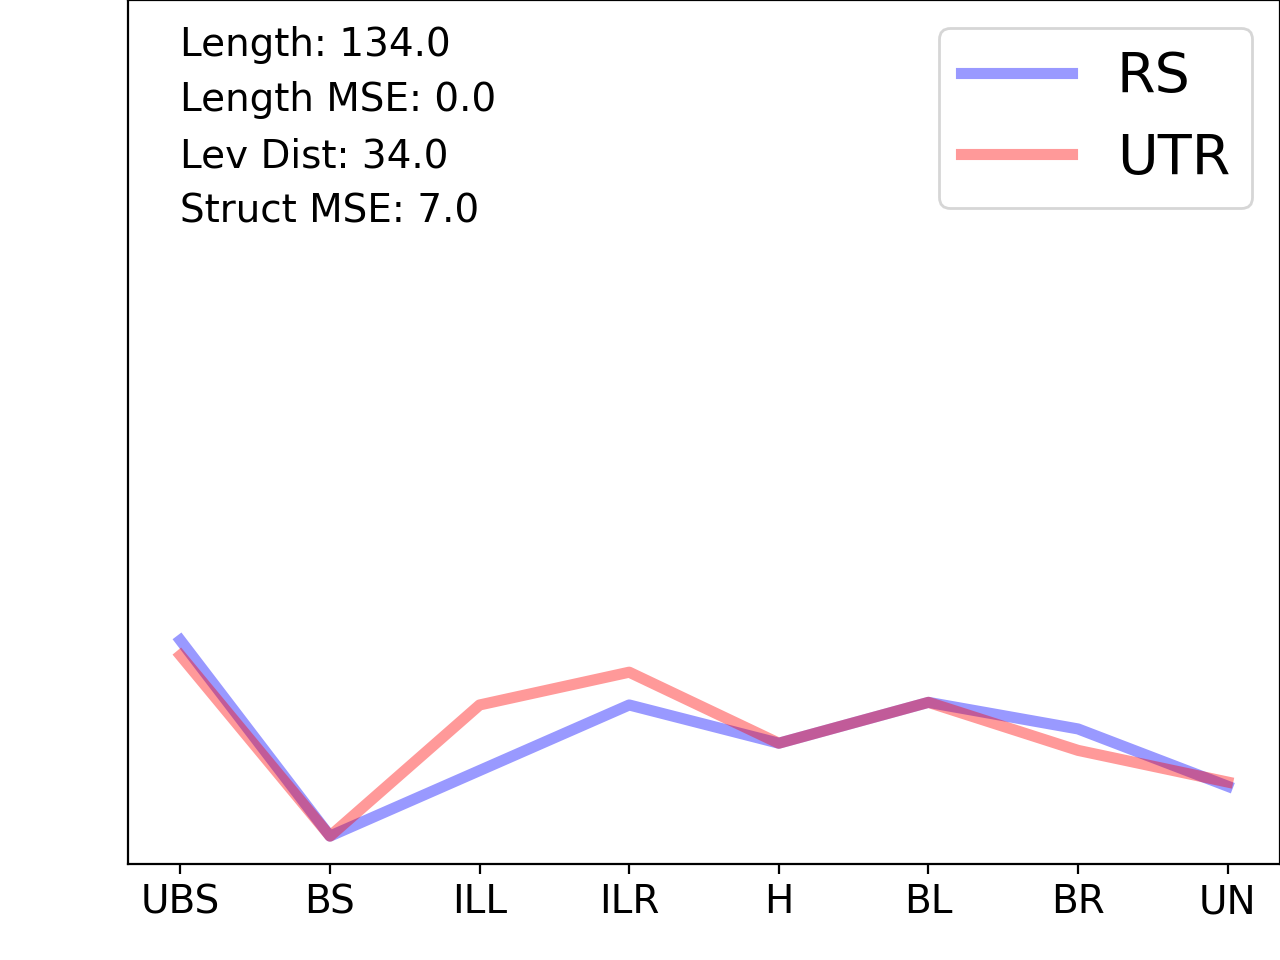 Length: 134.0
Length MSE: 0.0
Lev Dist: 34.0
Struct MSE: 7.0
RS
UTR
UBS BS ILL ILR H BL BR UN